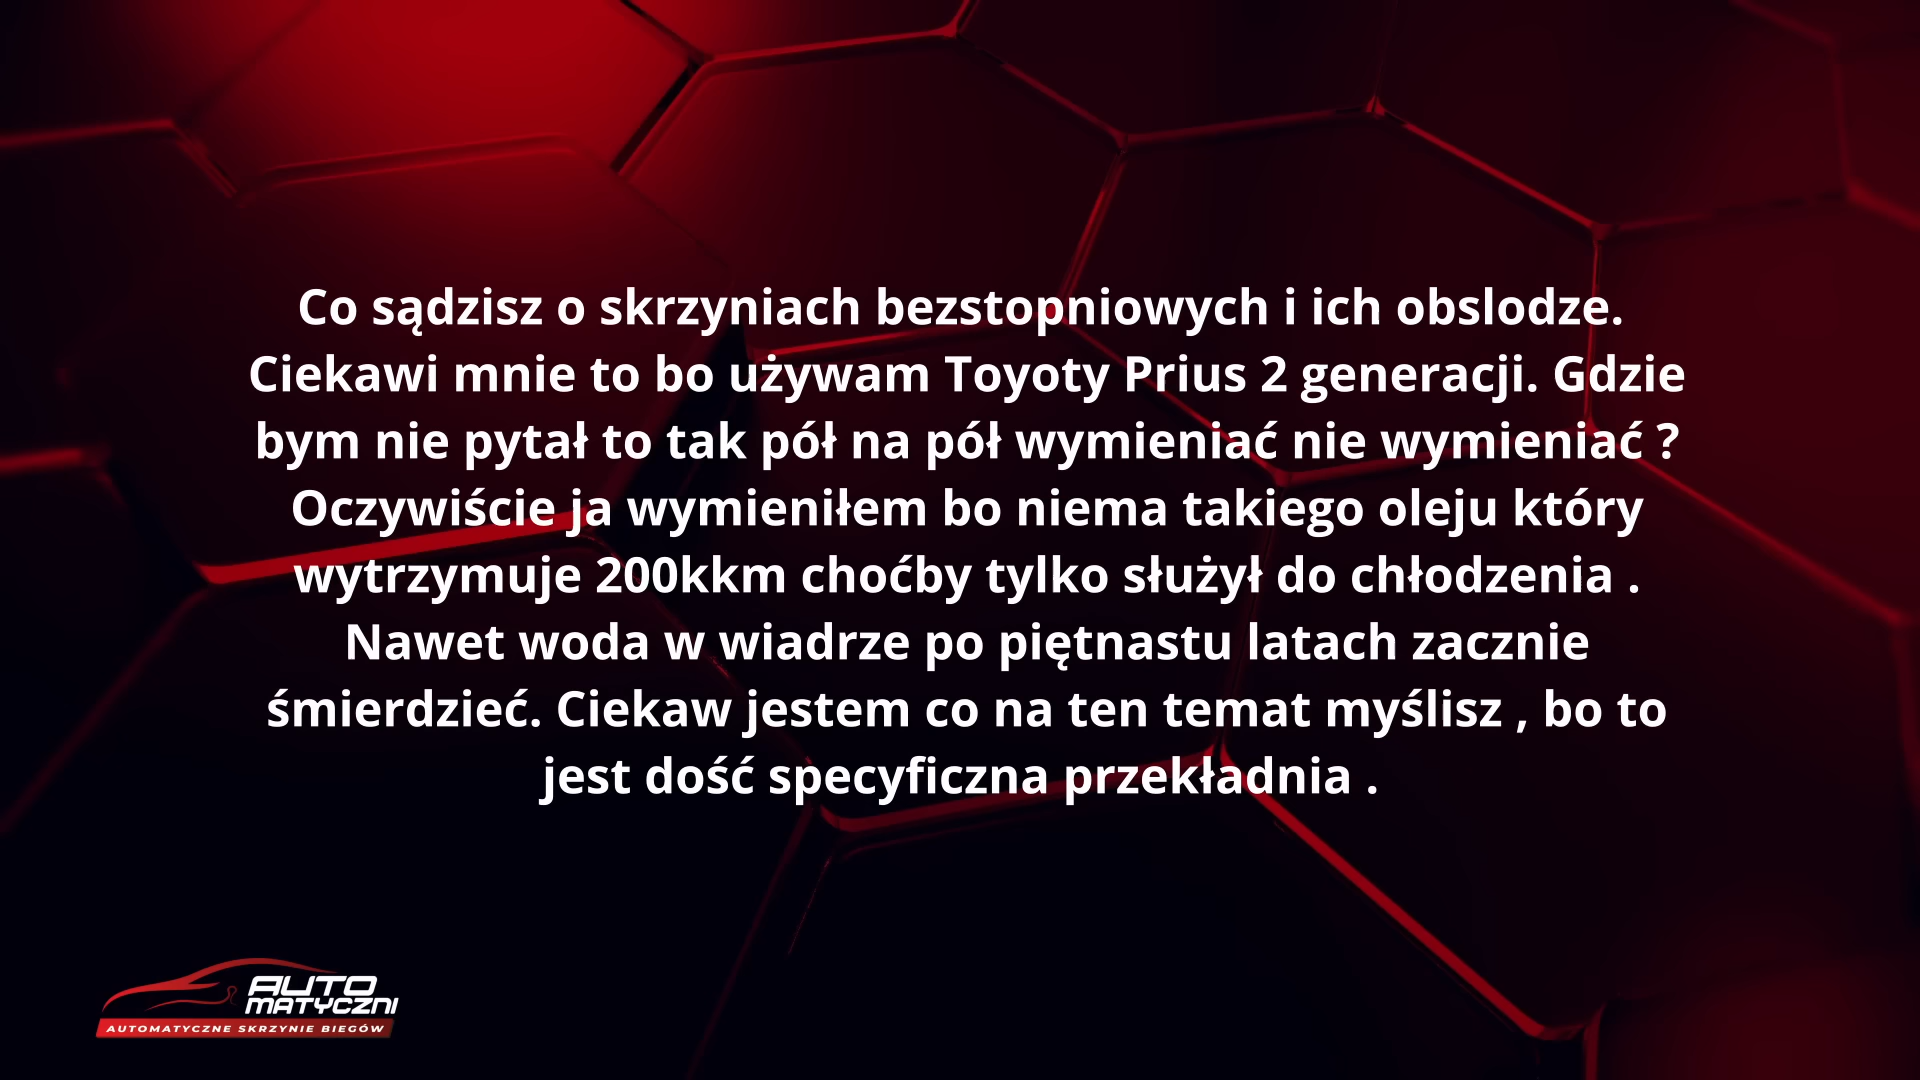 Co sądzisz o skrzyniach bezstopniowych i ich obslodze.
Ciekawi mnie to bo używam Toyoty Prius 2 generacji. Gdzie
bym nie pytał to tak pół na pół wymieniać nie wymieniać ?
Oczywiście ja wymieniłem bo niema takiego oleju który
wytrzymuje 200kkm choćby tylko służył do chłodzenia .
Nawet woda w wiadrze po piętnastu latach zacznie
śmierdzieć. Ciekaw jestem co na ten temat myślisz , bo to
jest dość specyficzna przekładnia .
AUTO
MATYCZNI
AUTOMATYCZNE SKRZYNIE BIEGÓW